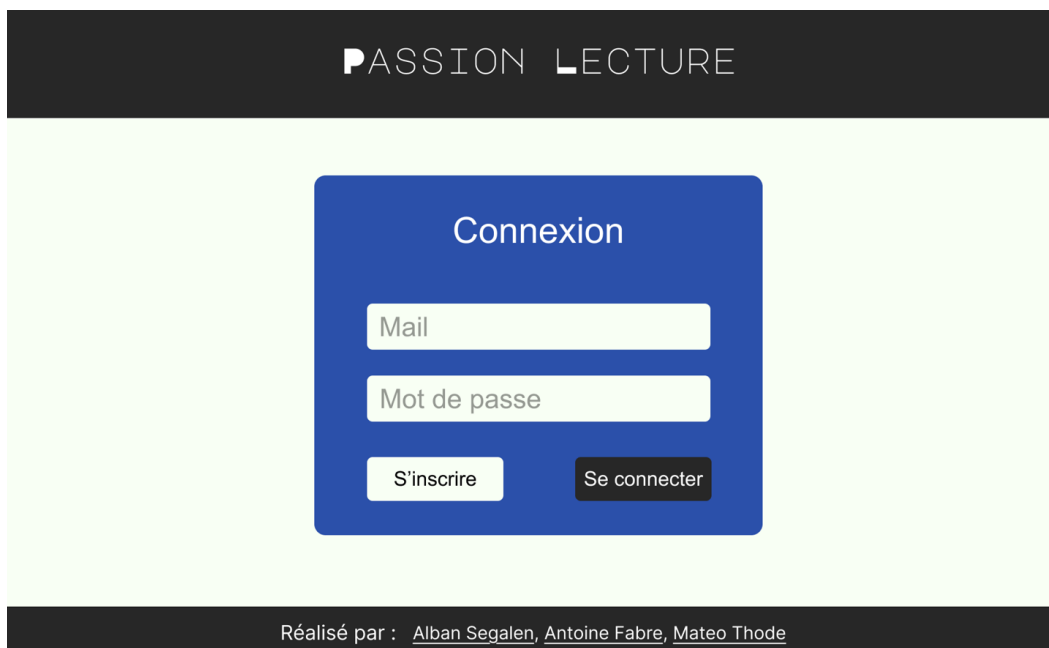 PASSION LECTURE
Connexion
Mail
Mot de passe
S’inscrire Se connecter
Réalisé par : Alban Segalen, Antoine Fabre, Mateo Thode